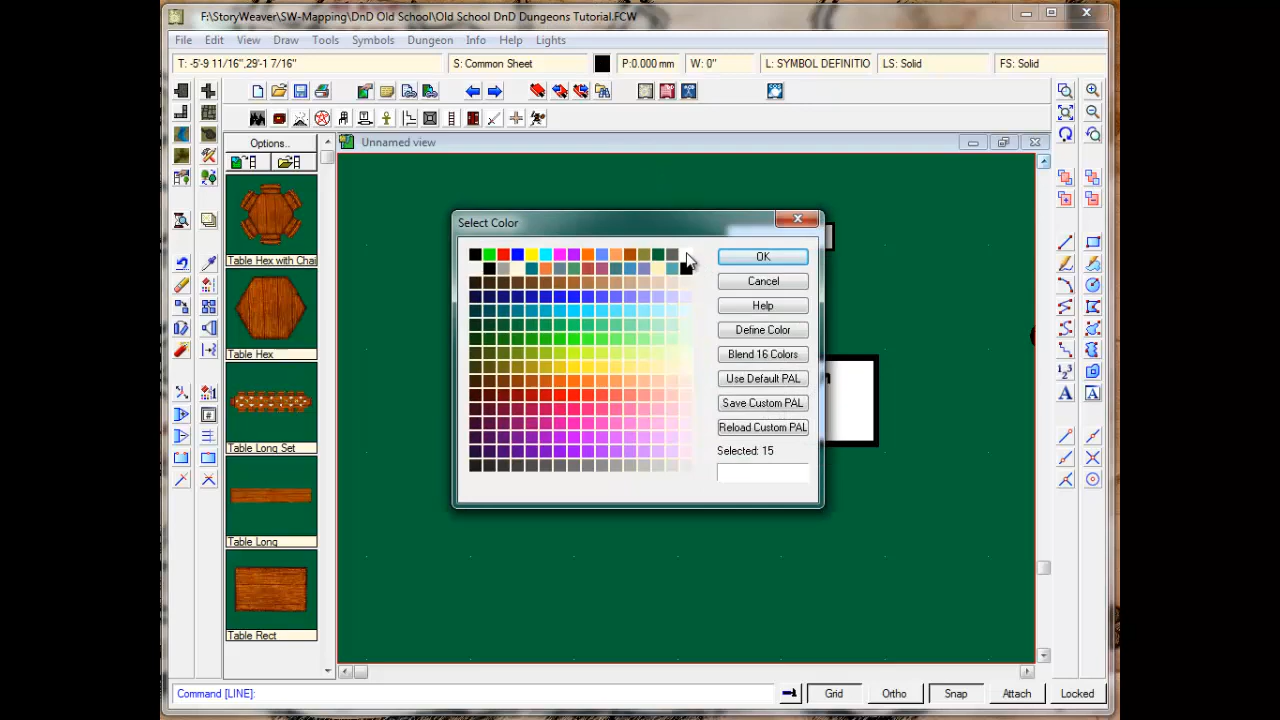 F:\StoryWeaver\SW-Mapping\DnD Old School\Old School DnD Dungeons Tutorial.FCW
File Edit View Draw Tools Symbols Dungeon Info Help Lights
T: -5'-9 11/16",29'-1 7/16" S: Common Sheet P:0.000 mm W: 0" L: SYMBOL DEFINITIO LS: Solid FS: Solid
Options..
Unnamed view
Table Hex with Chai
Table Hex
Table Long Set
Table Long
Table Rect
Select Color
OK
Cancel
Help
Define Color
Blend 16 Colors
Use Default PAL
Save Custom PAL
Reload Custom PAL
Selected: 15
Command [LINE]:
Grid Ortho Snap Attach Locked